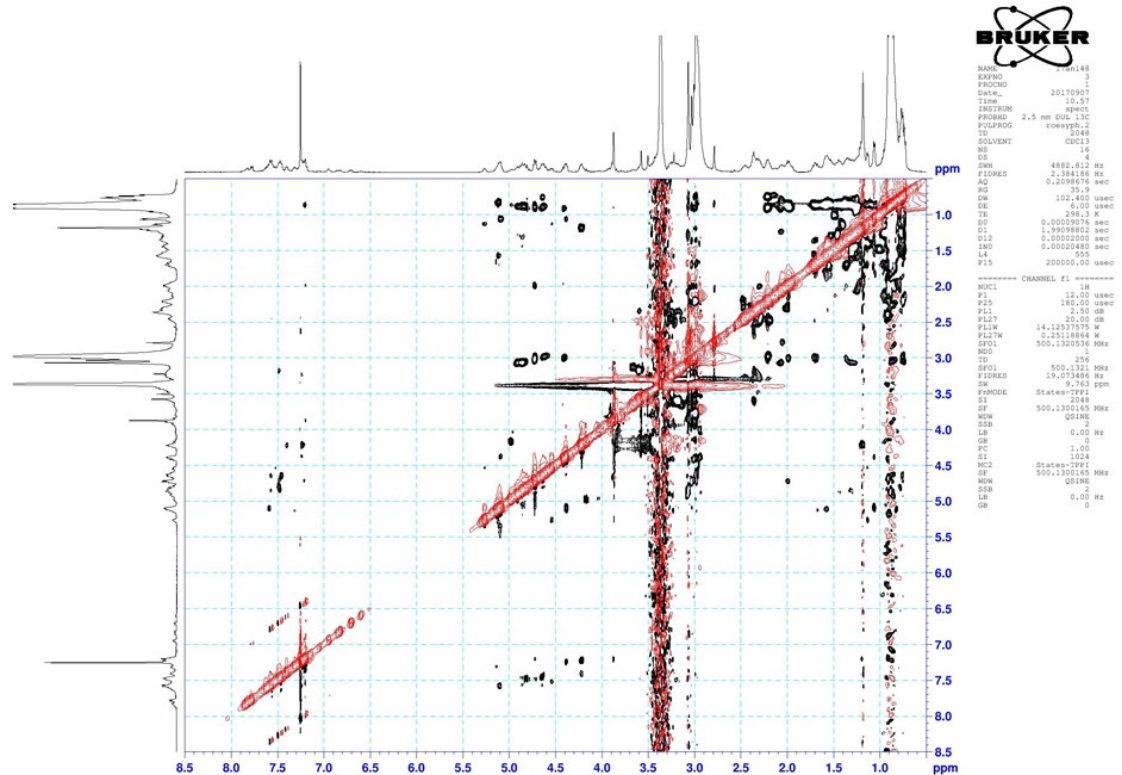 BRUKER
NAME 17an148
EXPNO 3
PROCNO 1
Date_ 20170907
Time 10.57
INSTRUM spect
PROBHD 2.5 mm DUL 13C
PULPROG roesyph.2
TD 2048
SOLVENT CDCl3
NS 16
DS 4
SWH 4882.812 Hz
FIDRES 2.384186 Hz
AQ 0.2098676 sec
RG 35.9
DW 102.400 usec
DE 6.00 usec
TE 298.3 K
D0 0.00009076 sec
D1 1.99098802 sec
D12 0.00002000 sec
IN0 0.00020480 sec
L4 555
P15 200000.00 usec
======== CHANNEL f1 ========
NUC1 1H
P1 12.00 usec
P25 180.00 usec
PL1 2.50 dB
PL27 20.00 dB
PL1W 14.12537575 W
PL27W 0.25118864 W
SFO1 500.1320536 MHz
ND0 1
TD 256
SFO1 500.1321 MHz
FIDRES 19.073486 Hz
SW 9.763 ppm
FnMODE States-TPPI
SI 2048
SF 500.1300165 MHz
WDW QSINE
SSB 2
LB 0.00 Hz
GB 0
PC 1.00
SI 1024
MC2 States-TPPI
SF 500.1300165 MHz
WDW QSINE
SSB 2
LB 0.00 Hz
GB 0
ppm
1.0
1.5
2.0
2.5
3.0
3.5
4.0
4.5
5.0
5.5
6.0
6.5
7.0
7.5
8.0
8.5
8.5 8.0 7.5 7.0 6.5 6.0 5.5 5.0 4.5 4.0 3.5 3.0 2.5 2.0 1.5 1.0 ppm